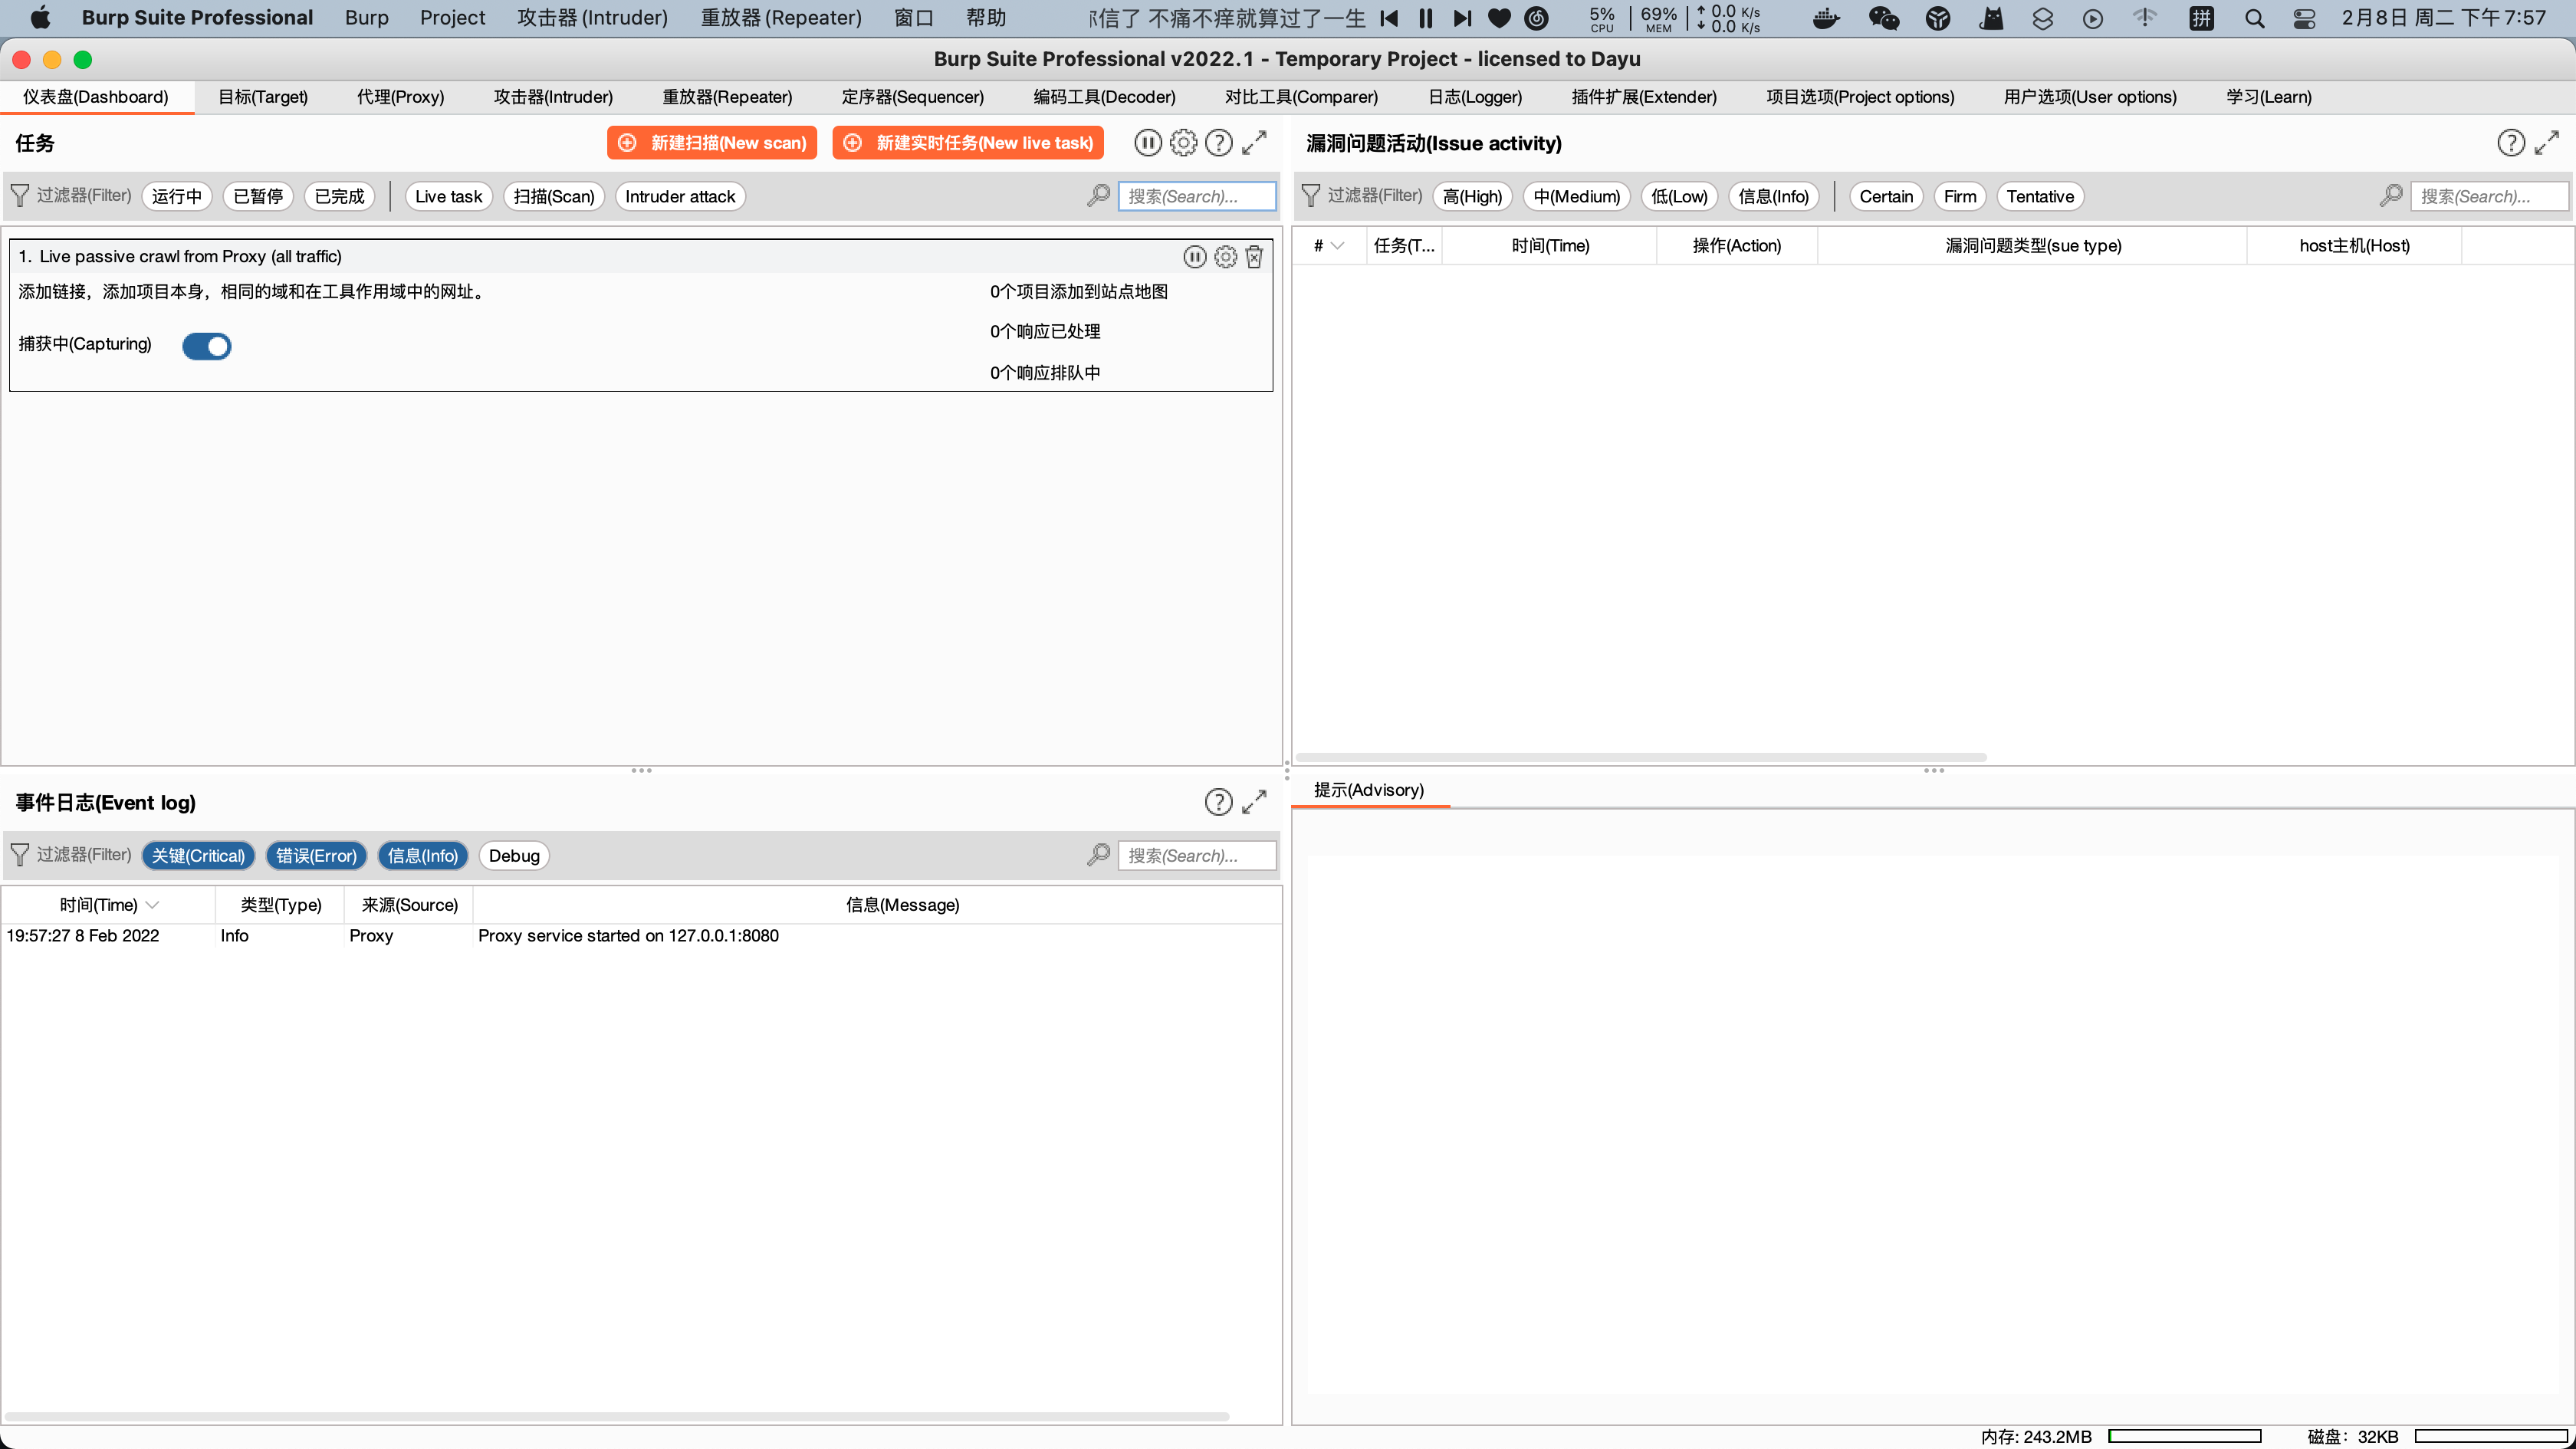 Burp Suite Professional Burp Project 攻击器(Intruder) 重放器(Repeater) 窗口 帮助 信了 不痛不痒就算过了一生 5% CPU 69% MEM 0.0 K/s 0.0 K/s 拼 2月8日 周二 下午7:57
Burp Suite Professional v2022.1 - Temporary Project - licensed to Dayu
仪表盘(Dashboard) 目标(Target) 代理(Proxy) 攻击器(Intruder) 重放器(Repeater) 定序器(Sequencer) 编码工具(Decoder) 对比工具(Comparer) 日志(Logger) 插件扩展(Extender) 项目选项(Project options) 用户选项(User options) 学习(Learn)
任务 新建扫描(New scan) 新建实时任务(New live task)
过滤器(Filter) 运行中 已暂停 已完成 Live task 扫描(Scan) Intruder attack 搜索(Search)...
1. Live passive crawl from Proxy (all traffic)
添加链接，添加项目本身，相同的域和在工具作用域中的网址。 0个项目添加到站点地图
捕获中(Capturing) 0个响应已处理
0个响应排队中
漏洞问题活动(Issue activity)
过滤器(Filter) 高(High) 中(Medium) 低(Low) 信息(Info) Certain Firm Tentative 搜索(Search)...
# 任务(T... 时间(Time) 操作(Action) 漏洞问题类型(sue type) host主机(Host)
事件日志(Event log)
过滤器(Filter) 关键(Critical) 错误(Error) 信息(Info) Debug 搜索(Search)...
时间(Time) 类型(Type) 来源(Source) 信息(Message)
19:57:27 8 Feb 2022 Info Proxy Proxy service started on 127.0.0.1:8080
提示(Advisory)
内存: 243.2MB 磁盘：32KB